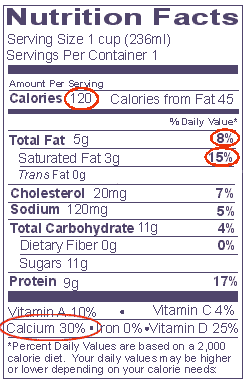 Nutrition Facts
Serving Size 1 cup (236ml)
Servings Per Container 1
Amount Per Serving
Calories 120 Calories from Fat 45
% Daily Value*
Total Fat 5g 8%
Saturated Fat 3g 15%
Trans Fat 0g
Cholesterol 20mg 7%
Sodium 120mg 5%
Total Carbohydrate 11g 4%
Dietary Fiber 0g 0%
Sugars 11g
Protein 9g 17%
Vitamin A 10% • Vitamin C 4%
Calcium 30% • Iron 0% • Vitamin D 25%
*Percent Daily Values are based on a 2,000
calorie diet. Your daily values may be higher
or lower depending on your calorie needs: